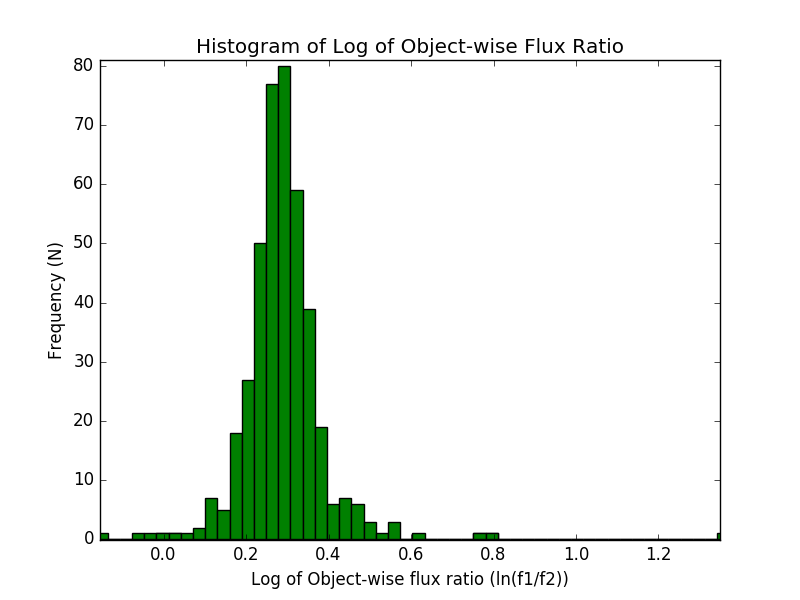 Histogram of Log of Object-wise Flux Ratio
80
70
60
50
40
30
20
10
0
Frequency (N)
0.0 0.2 0.4 0.6 0.8 1.0 1.2
Log of Object-wise flux ratio (ln(f1/f2))